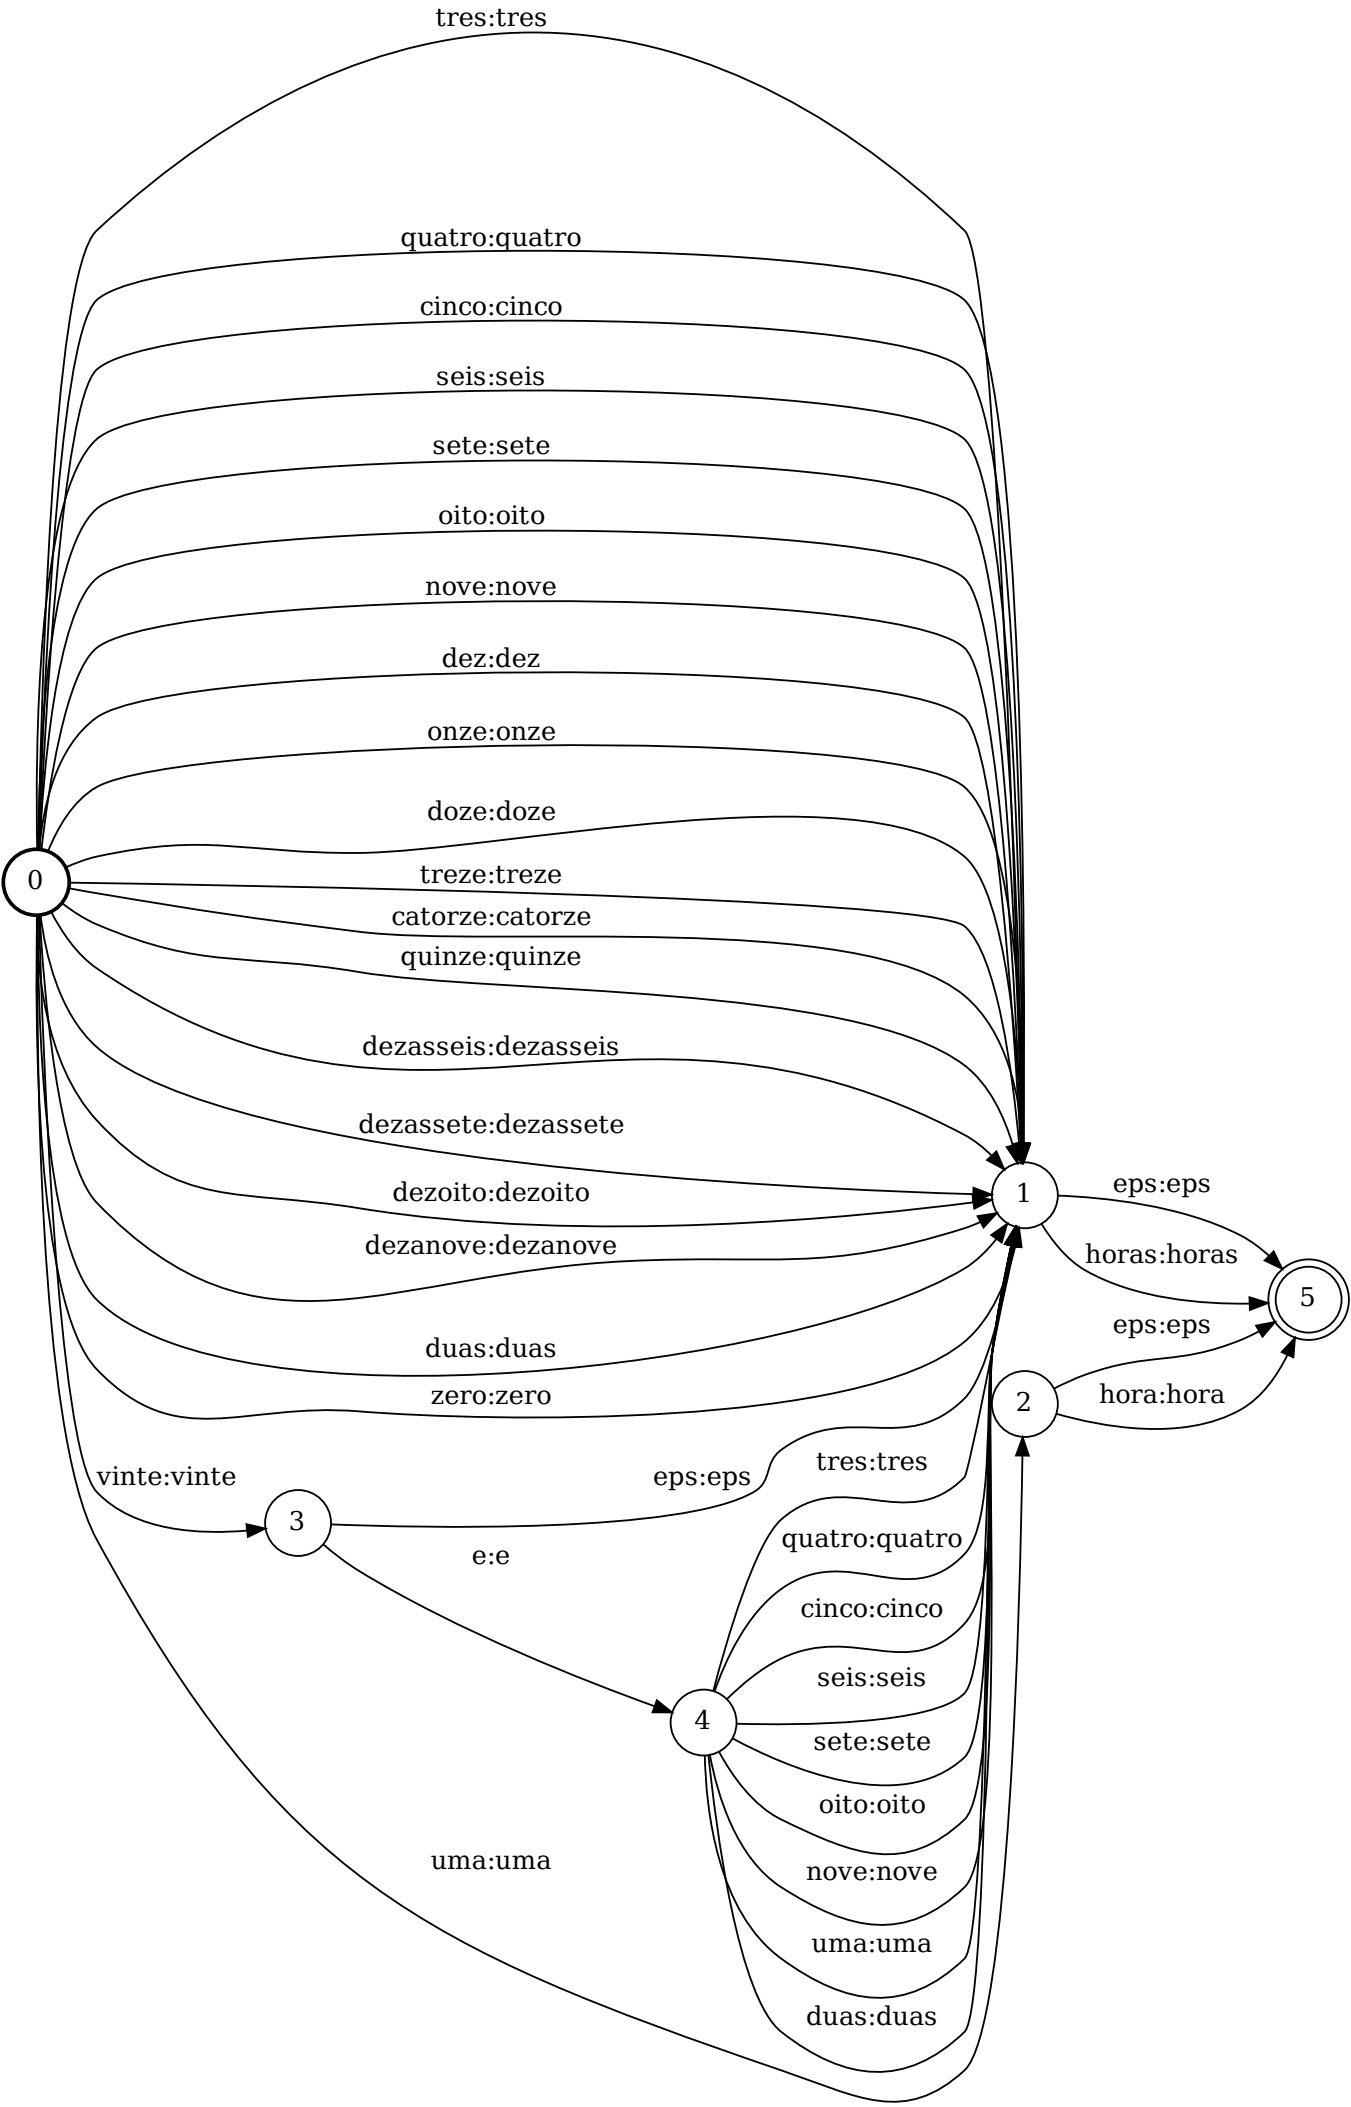 tres:tres
quatro:quatro
cinco:cinco
seis:seis
sete:sete
oito:oito
nove:nove
dez:dez
onze:onze
doze:doze
treze:treze
0
catorze:catorze
quinze:quinze
dezasseis:dezasseis
dezassete:dezassete
eps:eps
dezoito:dezoito
1
dezanove:dezanove
horas:horas
5
eps:eps
duas:duas
zero:zero
hora:hora
2
tres:tres
vinte:vinte
eps:eps
3
quatro:quatro
e:e
cinco:cinco
seis:seis
4
sete:sete
oito:oito
uma:uma
nove:nove
uma:uma
duas:duas